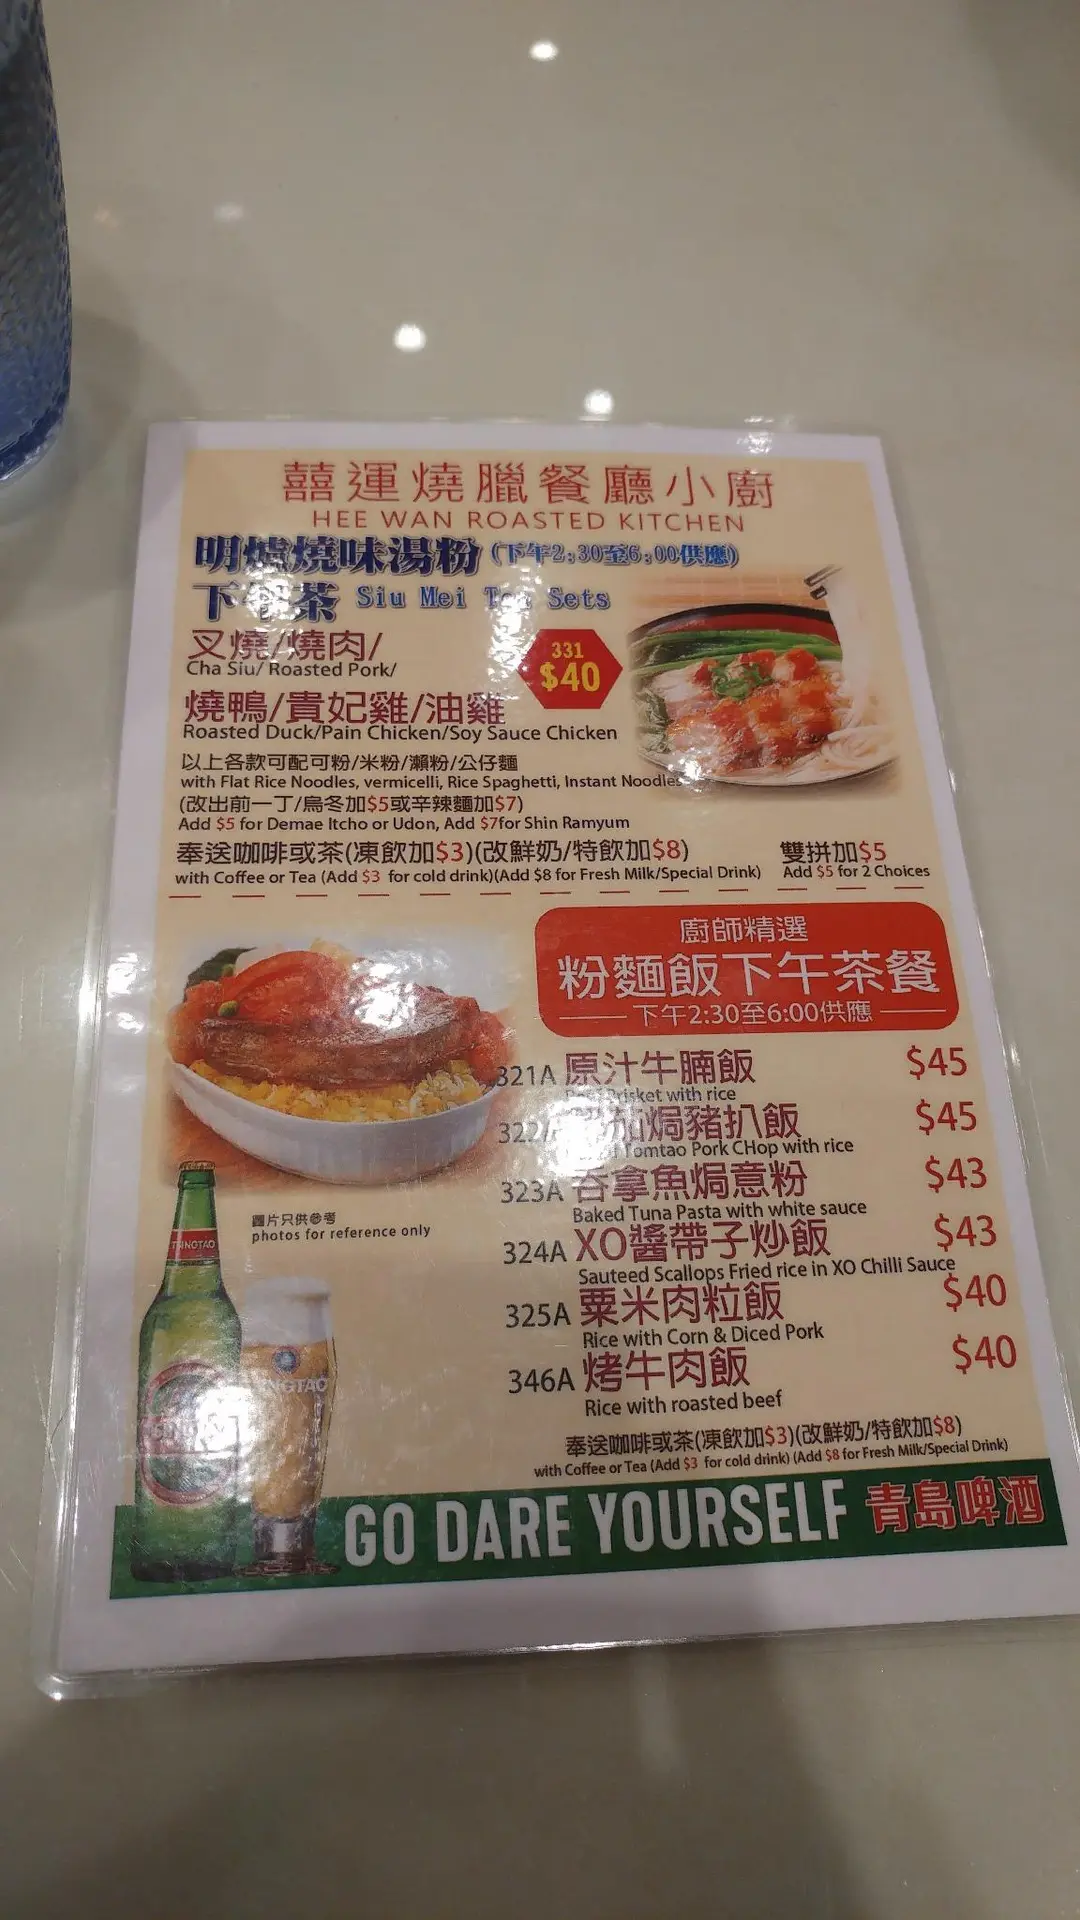 囍運燒臘餐廳小廚
HEE WAN ROASTED KITCHEN
明爐燒味湯粉 (下午2:30至6:00供應)
下午茶 Siu Mei Tea Sets
叉燒/燒肉/
Cha Siu/ Roasted Pork/
331
$40
燒鴨/貴妃雞/油雞
Roasted Duck/Pain Chicken/Soy Sauce Chicken
以上各款可配可粉/米粉/瀨粉/公仔麵
with Flat Rice Noodles, vermicelli, Rice Spaghetti, Instant Noodles
(改出前一丁/烏冬加$5或辛辣麵加$7)
Add $5 for Demae Itcho or Udon, Add $7for Shin Ramyum
奉送咖啡或茶(凍飲加$3)(改鮮奶/特飲加$8) 雙拼加$5
with Coffee or Tea (Add $3 for cold drink)(Add $8 for Fresh Milk/Special Drink) Add $5 for 2 Choices
廚師精選
粉麵飯下午茶餐
下午2:30至6:00供應
321A 原汁牛腩飯 $45
Brisket with rice
322A 茄焗豬扒飯 $45
Tomtao Pork CHop with rice
323A 吞拿魚焗意粉 $43
Baked Tuna Pasta with white sauce
324A XO醬帶子炒飯 $43
Sauteed Scallops Fried rice in XO Chilli Sauce
325A 粟米肉粒飯 $40
Rice with Corn & Diced Pork
346A 烤牛肉飯 $40
Rice with roasted beef
奉送咖啡或茶(凍飲加$3)(改鮮奶/特飲加$8)
with Coffee or Tea (Add $3 for cold drink) (Add $8 for Fresh Milk/Special Drink)
圖片只供參考
photos for reference only
TSINGTAO
GO DARE YOURSELF 青島啤酒